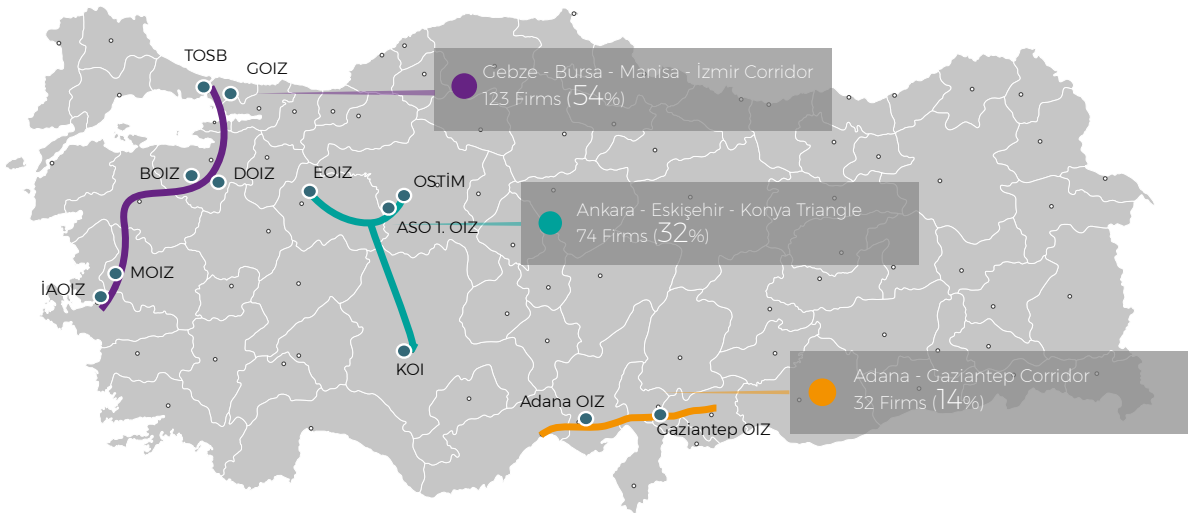 TOSB
GOIZ
Gebze - Bursa - Manisa - İzmir Corridor
123 Firms (54%)
BOIZ
DOIZ
EOIZ
OSTİM
ASO 1. OIZ
Ankara - Eskişehir - Konya Triangle
74 Firms (32%)
MOIZ
İAOIZ
KOI
Adana - Gaziantep Corridor
32 Firms (14%)
Adana OIZ
Gaziantep OIZ